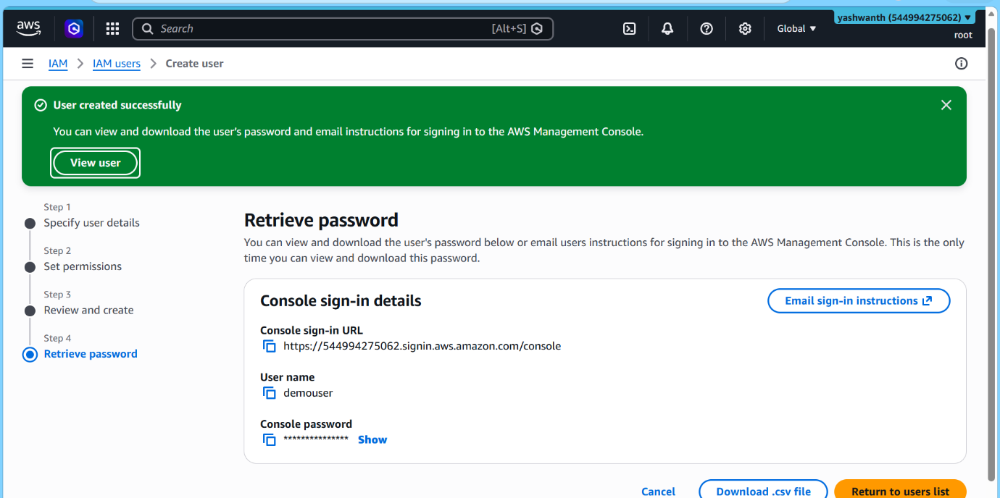 aws
Search
[Alt+S]
Global
yashwanth (544994275062)
root
IAM
IAM users
Create user
User created successfully
You can view and download the user's password and email instructions for signing in to the AWS Management Console.
View user
Step 1
Specify user details
Step 2
Set permissions
Step 3
Review and create
Step 4
Retrieve password
Retrieve password
You can view and download the user's password below or email users instructions for signing in to the AWS Management Console. This is the only
time you can view and download this password.
Console sign-in details
Email sign-in instructions
Console sign-in URL
https://544994275062.signin.aws.amazon.com/console
User name
demouser
Console password
*************** Show
Cancel
Download .csv file
Return to users list